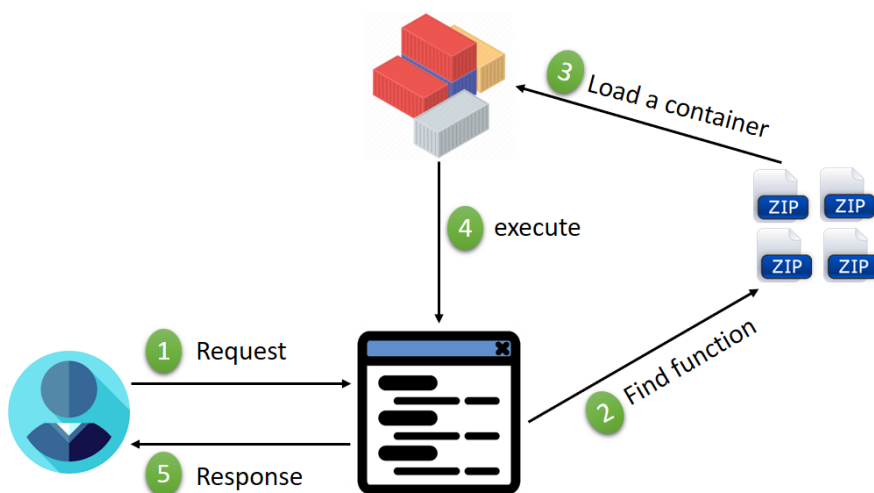 3 Load a container
ZIP ZIP
ZIP ZIP
4 execute
1 Request
2 Find function
5 Response